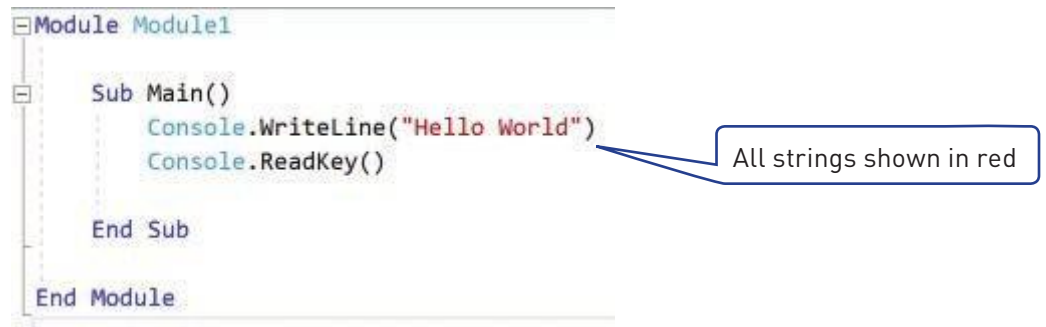 Module Module1
Sub Main()
Console.WriteLine("Hello World")
Console.ReadKey()
All strings shown in red
End Sub
End Module